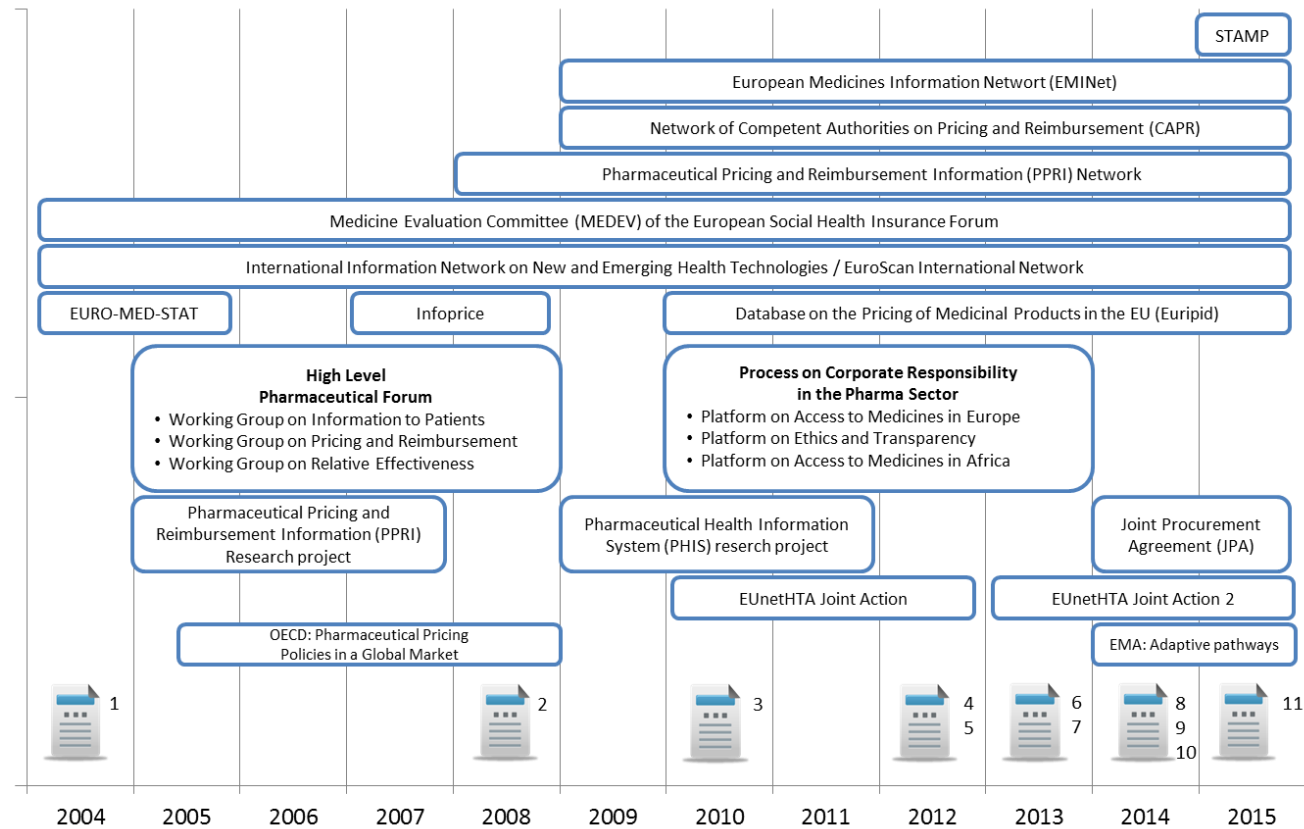 STAMP
European Medicines Information Networt (EMINet)
Network of Competent Authorities on Pricing and Reimbursement (CAPR)
Pharmaceutical Pricing and Reimbursement Information (PPRI) Network
Medicine Evaluation Committee (MEDEV) of the European Social Health Insurance Forum
International Information Network on New and Emerging Health Technologies / EuroScan International Network
EURO-MED-STAT
Infoprice
Database on the Pricing of Medicinal Products in the EU (Euripid)
High Level
Pharmaceutical Forum
• Working Group on Information to Patients
• Working Group on Pricing and Reimbursement
• Working Group on Relative Effectiveness
Process on Corporate Responsibility
in the Pharma Sector
• Platform on Access to Medicines in Europe
• Platform on Ethics and Transparency
• Platform on Access to Medicines in Africa
Pharmaceutical Pricing and
Reimbursement Information (PPRI)
Research project
Pharmaceutical Health Information
System (PHIS) reserch project
Joint Procurement
Agreement (JPA)
EUnetHTA Joint Action
EUnetHTA Joint Action 2
OECD: Pharmaceutical Pricing
Policies in a Global Market
EMA: Adaptive pathways
1
2
3
4
5
6
7
8
9
10
11
2004 2005 2006 2007 2008 2009 2010 2011 2012 2013 2014 2015